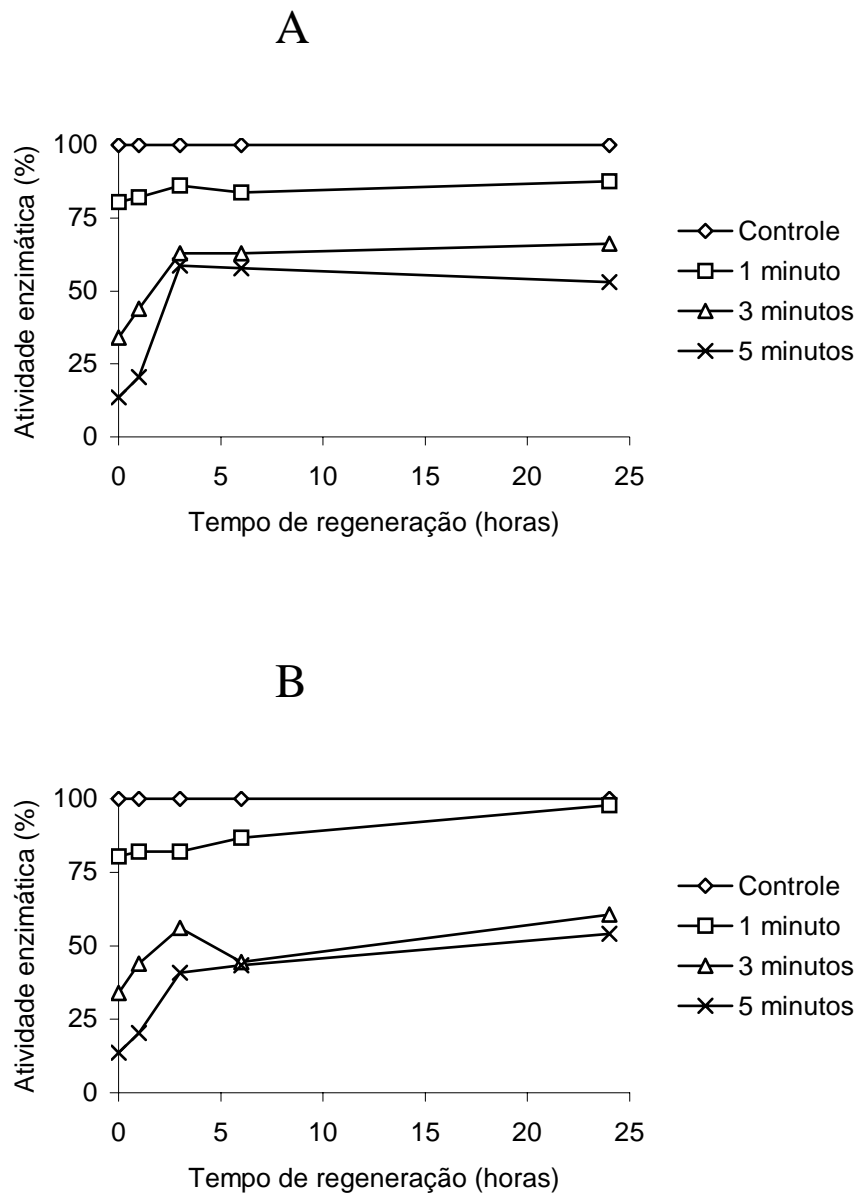 A
Atividade enzimática (%)
100
75
50
25
0
0 5 10 15 20 25
Tempo de regeneração (horas)
Controle
1 minuto
3 minutos
5 minutos
B
Atividade enzimática (%)
100
75
50
25
0
0 5 10 15 20 25
Tempo de regeneração (horas)
Controle
1 minuto
3 minutos
5 minutos